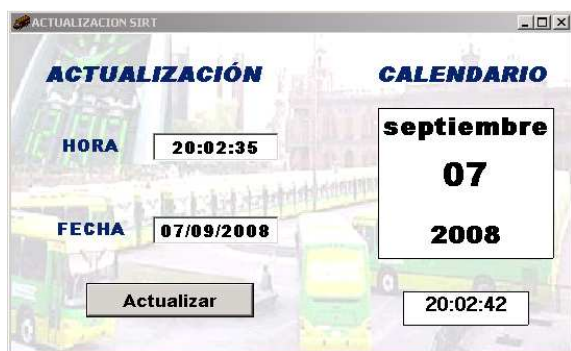 ACTUALIZACION SIRT
ACTUALIZACIÓN
HORA 20:02:35
FECHA 07/09/2008
Actualizar
CALENDARIO
septiembre
07
2008
20:02:42